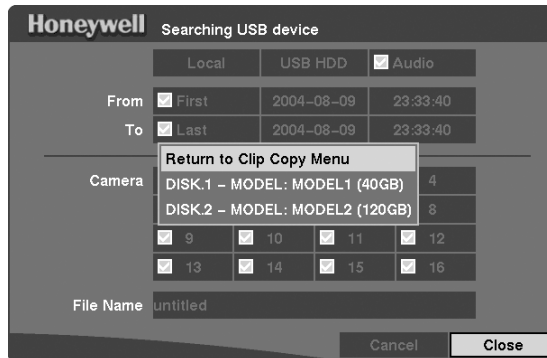 Honeywell Searching USB device
Local USB HDD Audio
From First 2004-08-09 23:33:40
To Last 2004-08-09 23:33:40
Return to Clip Copy Menu
Camera DISK.1 - MODEL: MODEL1 (40GB) 4
DISK.2 - MODEL: MODEL2 (120GB) 8
9 10 11 12
13 14 15 16
File Name untitled
Cancel Close